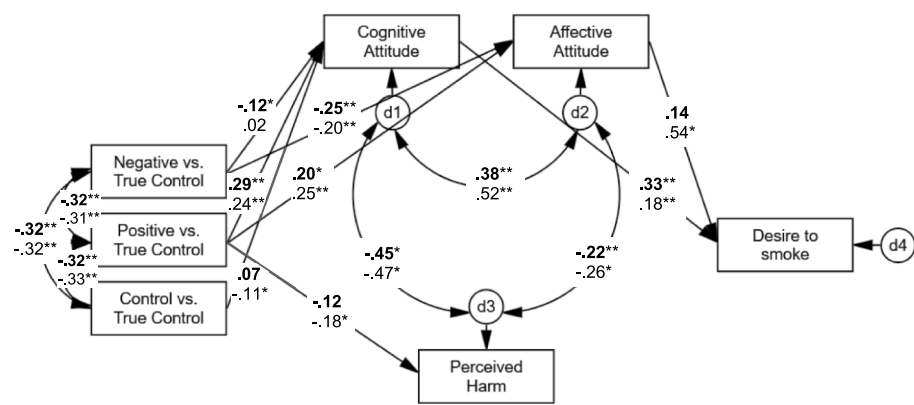 Cognitive
Attitude
Affective
Attitude
d1
d2
-.12*
.02
-.25**
-.20**
.14
.54*
Negative vs.
True Control
.38**
.52**
.29**
.24**
.20*
.25**
.33**
.18**
-.32**
-.31**
-.32**
-.32**
Positive vs.
True Control
-.32**
-.33**
Control vs.
True Control
.07
-.11*
-.45*
-.47*
-.22**
-.26*
Desire to
smoke
d4
-.12
-.18*
d3
Perceived
Harm